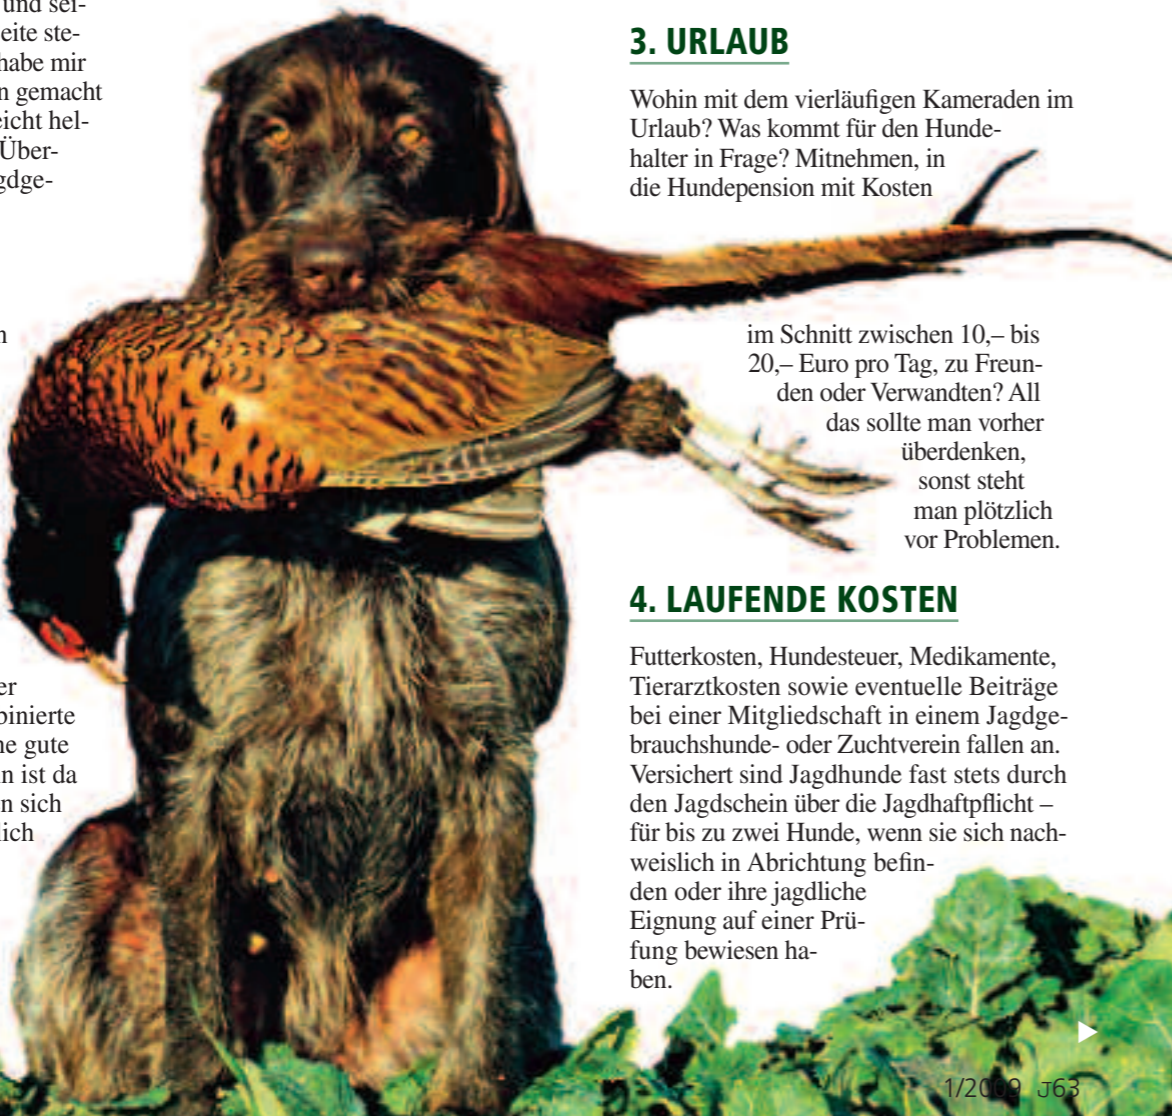 und sei-
eite ste-
habe mir
n gemacht
eicht hel-
Über-
gdge-
n
er
binierte
ne gute
n ist da
n sich
lich
3. URLAUB
Wohin mit dem vierläufigen Kameraden im
Urlaub? Was kommt für den Hunde-
halter in Frage? Mitnehmen, in
die Hundepension mit Kosten
im Schnitt zwischen 10,– bis
20,– Euro pro Tag, zu Freun-
den oder Verwandten? All
das sollte man vorher
überdenken,
sonst steht
man plötzlich
vor Problemen.
4. LAUFENDE KOSTEN
Futterkosten, Hundesteuer, Medikamente,
Tierarztkosten sowie eventuelle Beiträge
bei einer Mitgliedschaft in einem Jagdge-
brauchshunde- oder Zuchtverein fallen an.
Versichert sind Jagdhunde fast stets durch
den Jagdschein über die Jagdhaftpflicht –
für bis zu zwei Hunde, wenn sie sich nach-
weislich in Abrichtung befin-
den oder ihre jagdliche
Eignung auf einer Prü-
fung bewiesen ha-
ben.
1/2009 J63